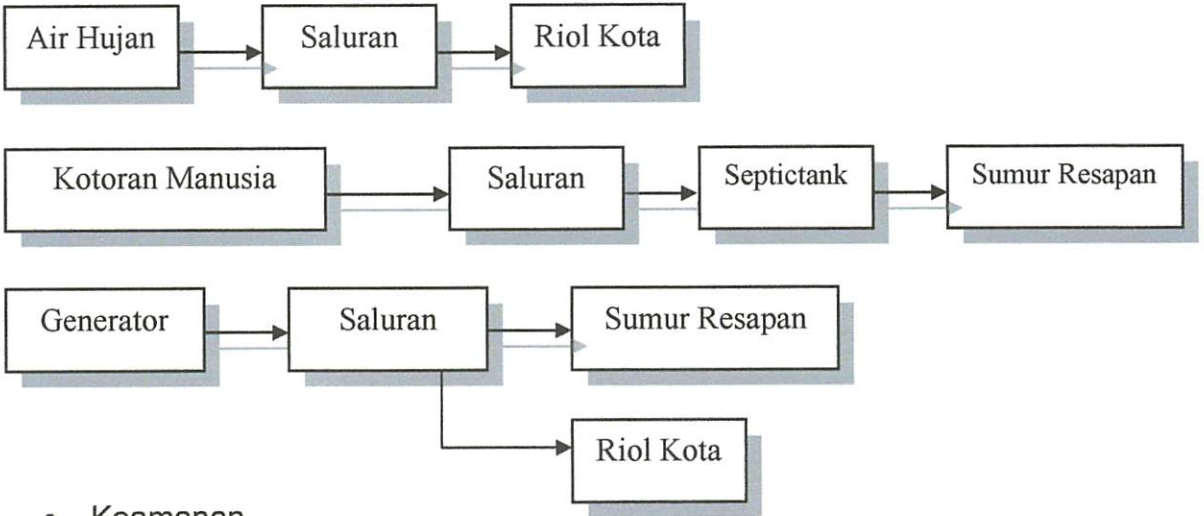 Air Hujan Saluran Riol Kota
Kotoran Manusia Saluran Septictank Sumur Resapan
Generator Saluran Sumur Resapan
Riol Kota